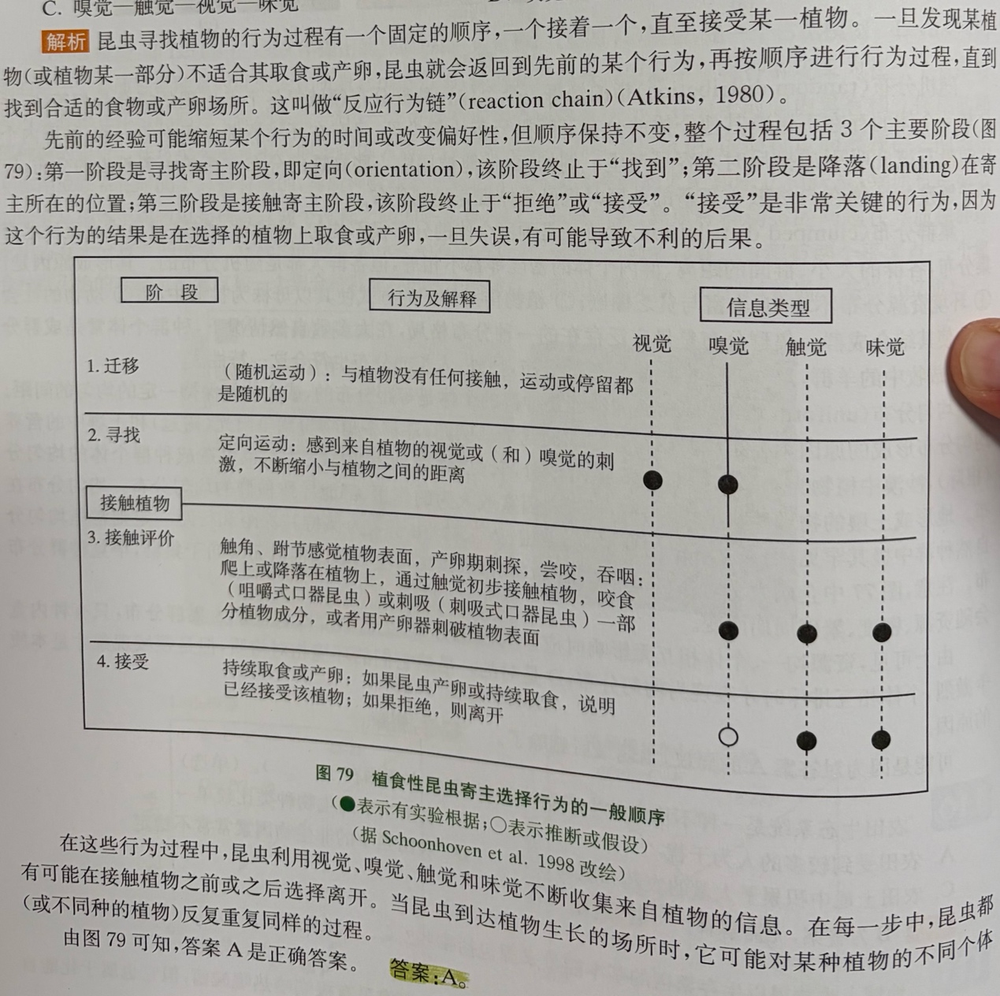 C. 嗅觉—触觉—视觉—味觉
解析 昆虫寻找植物的行为过程有一个固定的顺序，一个接着一个，直至接受某一植物。一旦发现某植
物(或植物某一部分)不适合其取食或产卵，昆虫就会返回到先前的某个行为，再按顺序进行行为过程，直到
找到合适的食物或产卵场所。这叫做“反应行为链”(reaction chain)(Atkins，1980)。
先前的经验可能缩短某个行为的时间或改变偏好性，但顺序保持不变，整个过程包括 3 个主要阶段(图
79)：第一阶段是寻找寄主阶段，即定向(orientation)，该阶段终止于“找到”；第二阶段是降落(landing)在寄
主所在的位置；第三阶段是接触寄主阶段，该阶段终止于“拒绝”或“接受”。“接受”是非常关键的行为，因为
这个行为的结果是在选择的植物上取食或产卵，一旦失误，有可能导致不利的后果。
阶 段 行为及解释 信息类型
视觉 嗅觉 触觉 味觉
1. 迁移 （随机运动）：与植物没有任何接触，运动或停留都
是随机的
2. 寻找 定向运动：感到来自植物的视觉或（和）嗅觉的刺
激，不断缩小与植物之间的距离
接触植物
3. 接触评价 触角、跗节感觉植物表面，产卵期刺探，尝咬，吞咽：
爬上或降落在植物上，通过触觉初步接触植物，咬食
（咀嚼式口器昆虫）或刺吸（刺吸式口器昆虫）一部
分植物成分，或者用产卵器刺破植物表面
4. 接受 持续取食或产卵：如果昆虫产卵或持续取食，说明
已经接受该植物；如果拒绝，则离开
图 79 植食性昆虫寄主选择行为的一般顺序
（●表示有实验根据；○表示推断或假设）
（据 Schoonhoven et al. 1998 改绘）
在这些行为过程中，昆虫利用视觉、嗅觉、触觉和味觉不断收集来自植物的信息。在每一步中，昆虫都
有可能在接触植物之前或之后选择离开。当昆虫到达植物生长的场所时，它可能对某种植物的不同个体
(或不同种的植物)反复重复同样的过程。
由图 79 可知，答案 A 是正确答案。 答案：A。